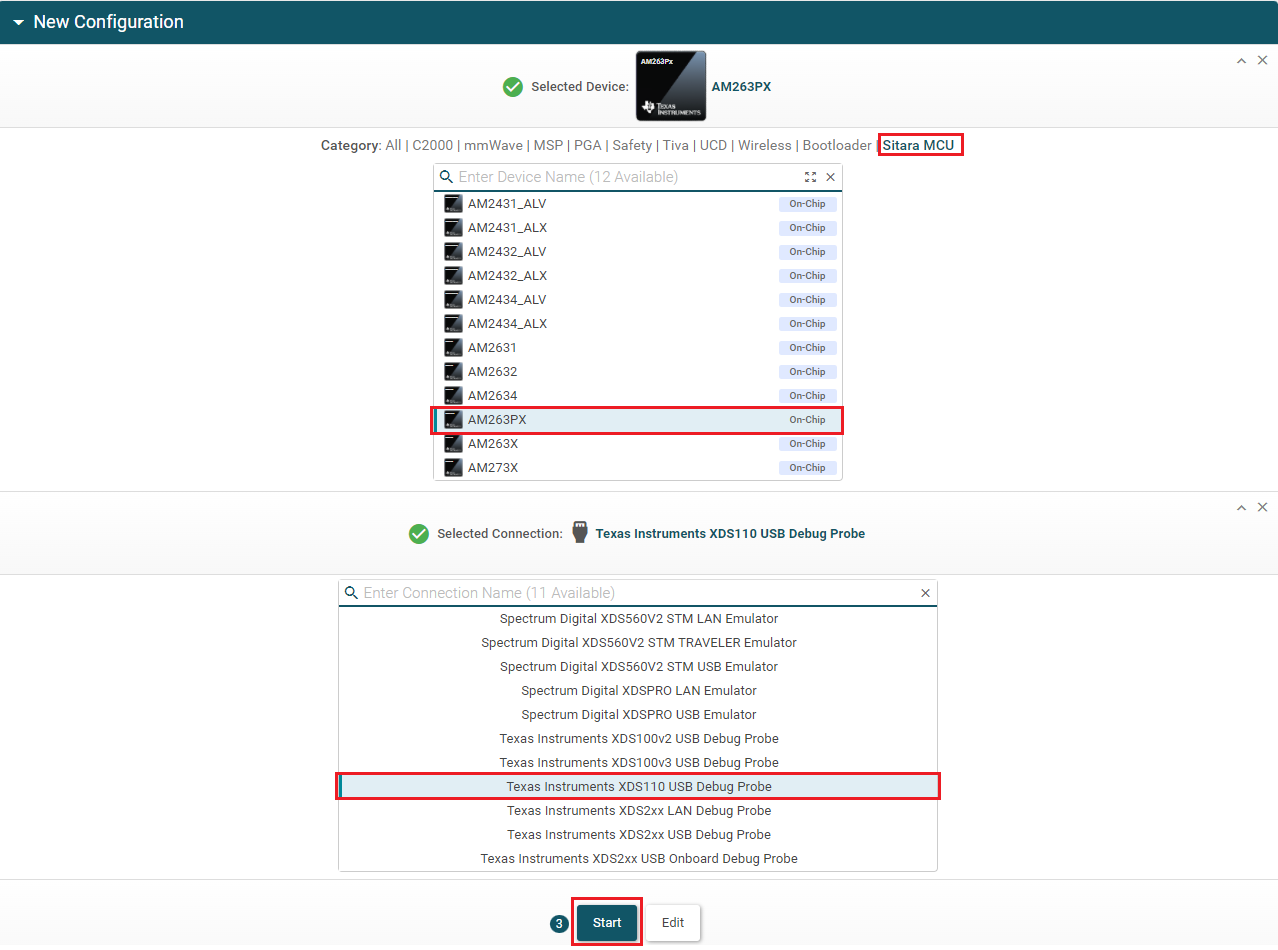 New Configuration
AM263Px
TEXAS
INSTRUMENTS
Selected Device: AM263PX
Category: All | C2000 | mmWave | MSP | PGA | Safety | Tiva | UCD | Wireless | Bootloader | Sitara MCU
Enter Device Name (12 Available)
AM2431_ALV On-Chip
AM2431_ALX On-Chip
AM2432_ALV On-Chip
AM2432_ALX On-Chip
AM2434_ALV On-Chip
AM2434_ALX On-Chip
AM2631 On-Chip
AM2632 On-Chip
AM2634 On-Chip
AM263PX On-Chip
AM263X On-Chip
AM273X On-Chip
Selected Connection: Texas Instruments XDS110 USB Debug Probe
Enter Connection Name (11 Available)
Spectrum Digital XDS560V2 STM LAN Emulator
Spectrum Digital XDS560V2 STM TRAVELER Emulator
Spectrum Digital XDS560V2 STM USB Emulator
Spectrum Digital XDSPRO LAN Emulator
Spectrum Digital XDSPRO USB Emulator
Texas Instruments XDS100v2 USB Debug Probe
Texas Instruments XDS100v3 USB Debug Probe
Texas Instruments XDS110 USB Debug Probe
Texas Instruments XDS2xx LAN Debug Probe
Texas Instruments XDS2xx USB Debug Probe
Texas Instruments XDS2xx USB Onboard Debug Probe
3 Start Edit